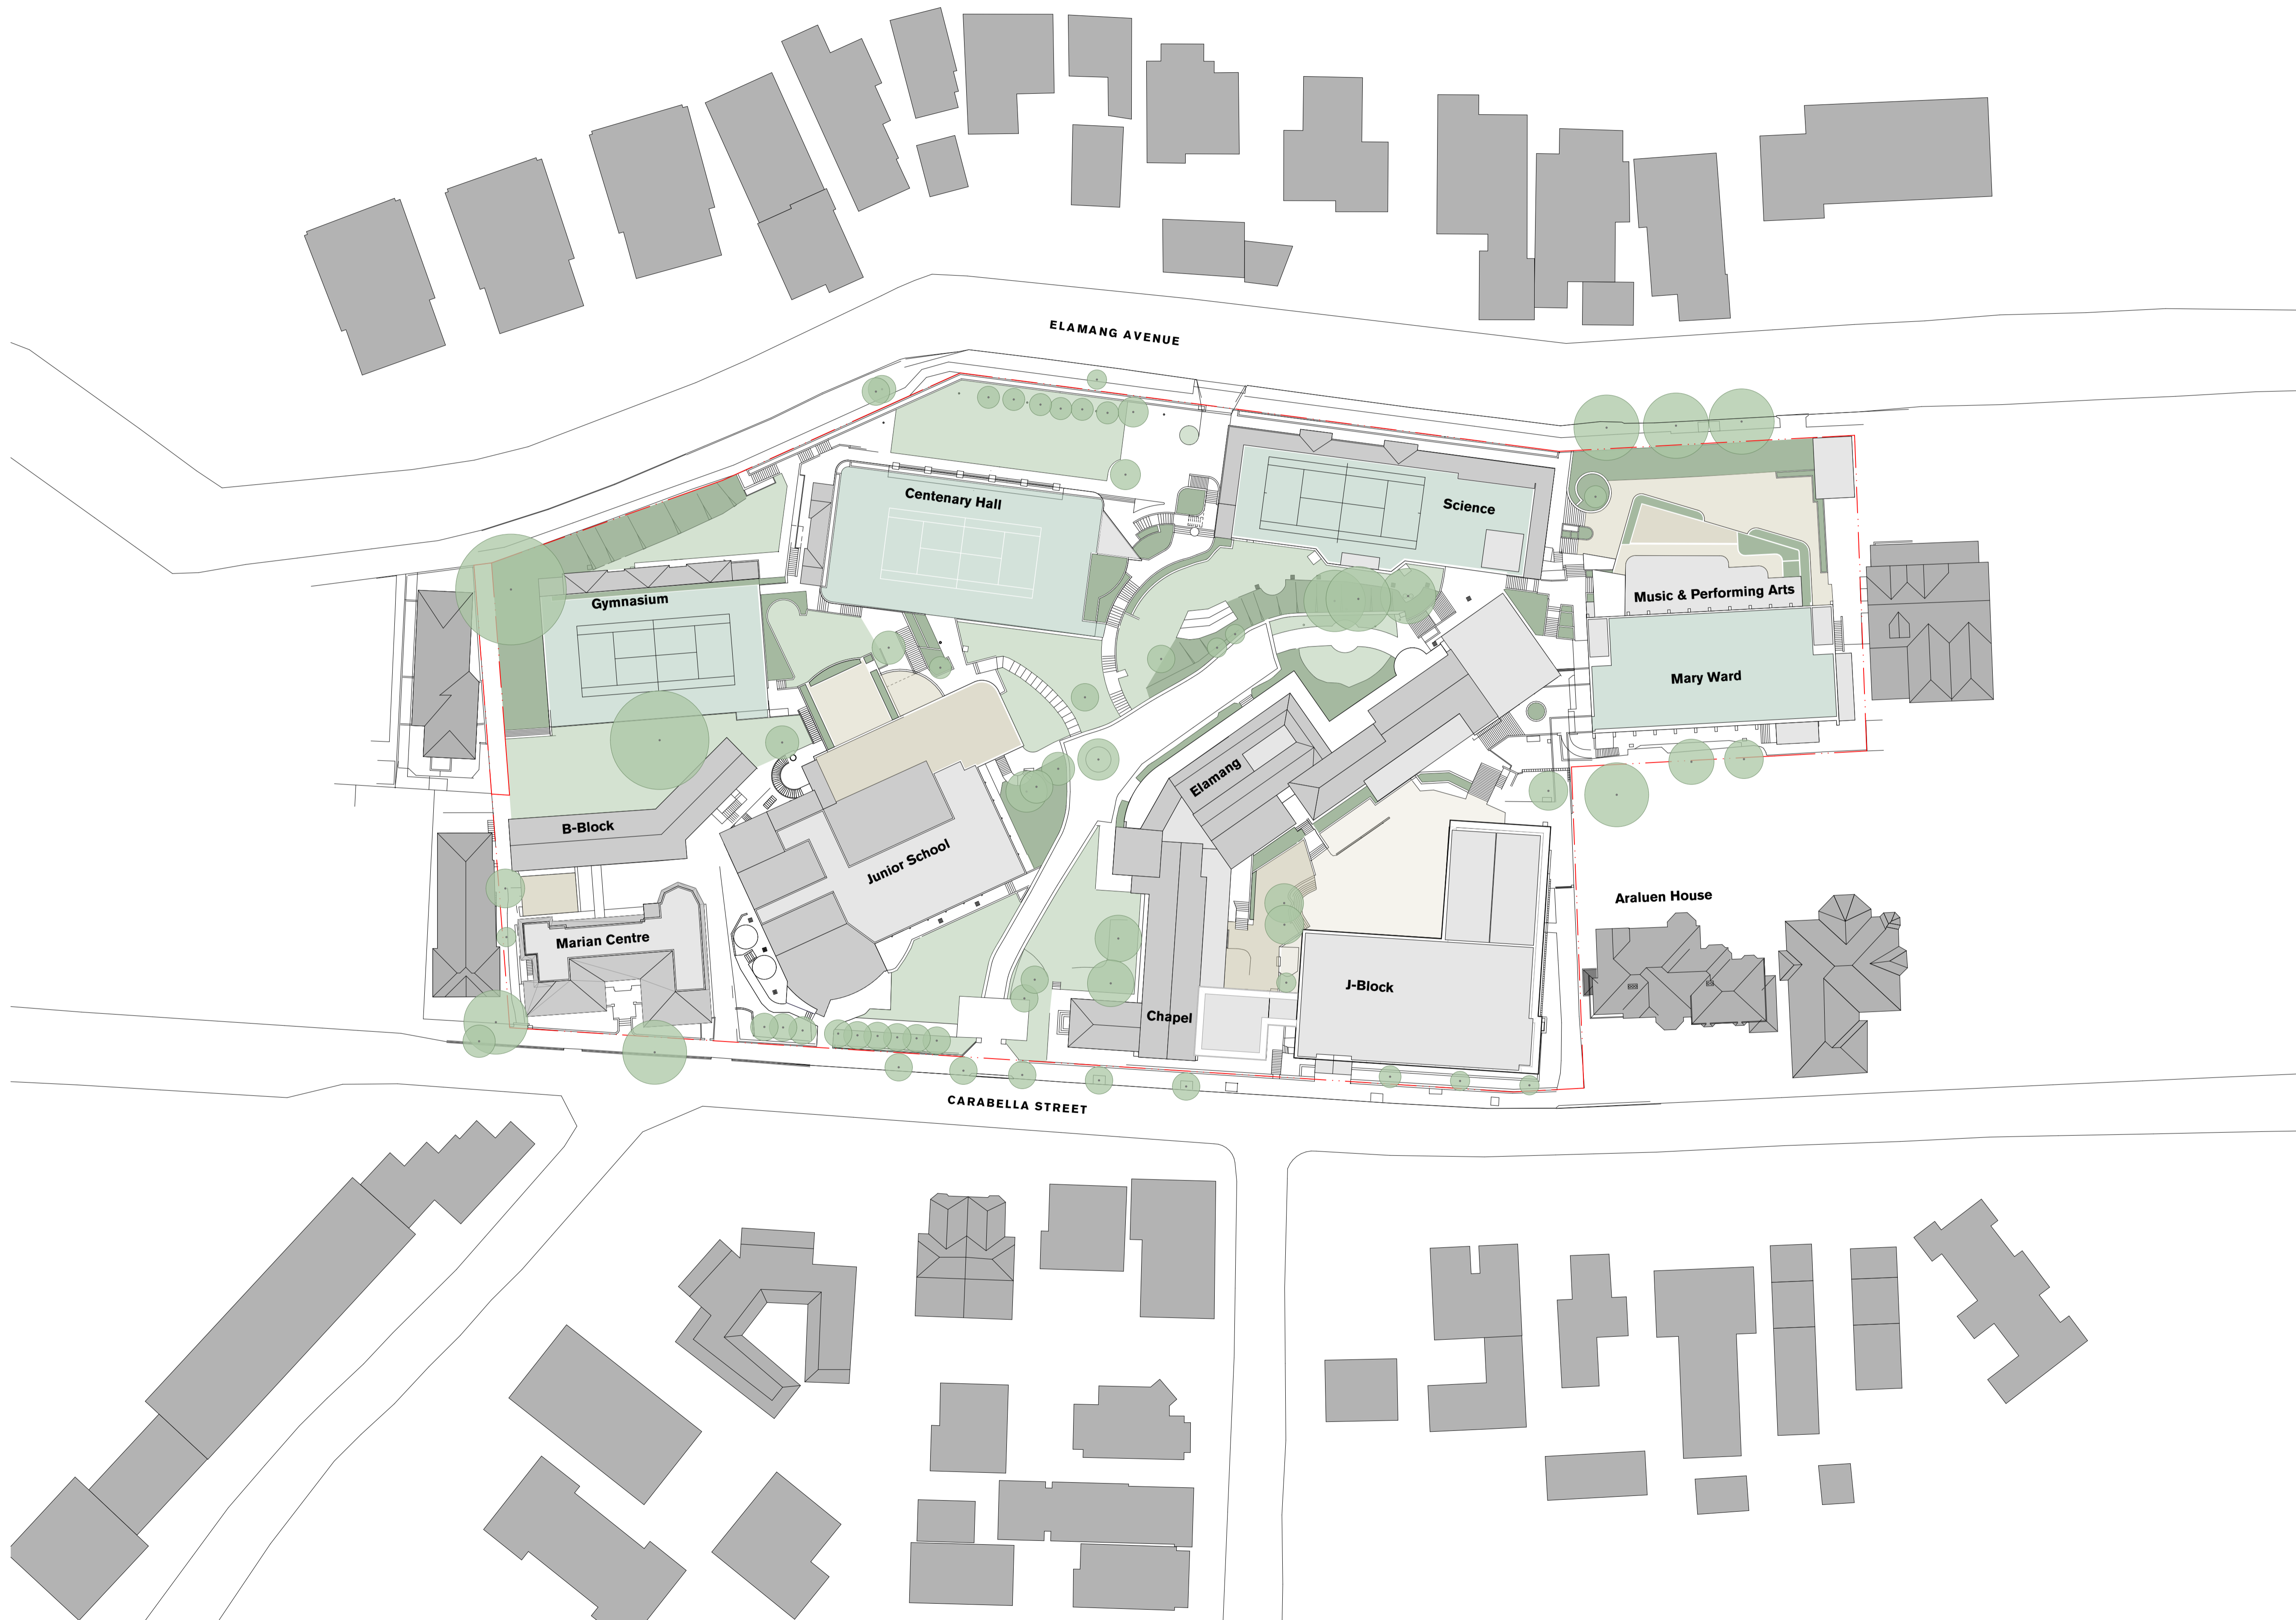 ELAMANG AVENUE
Centenary Hall
Science
Gymnasium
Music & Performing Arts
Mary Ward
Elamang
B-Block
Junior School
Araluen House
Marian Centre
J-Block
Chapel
CARABELLA STREET